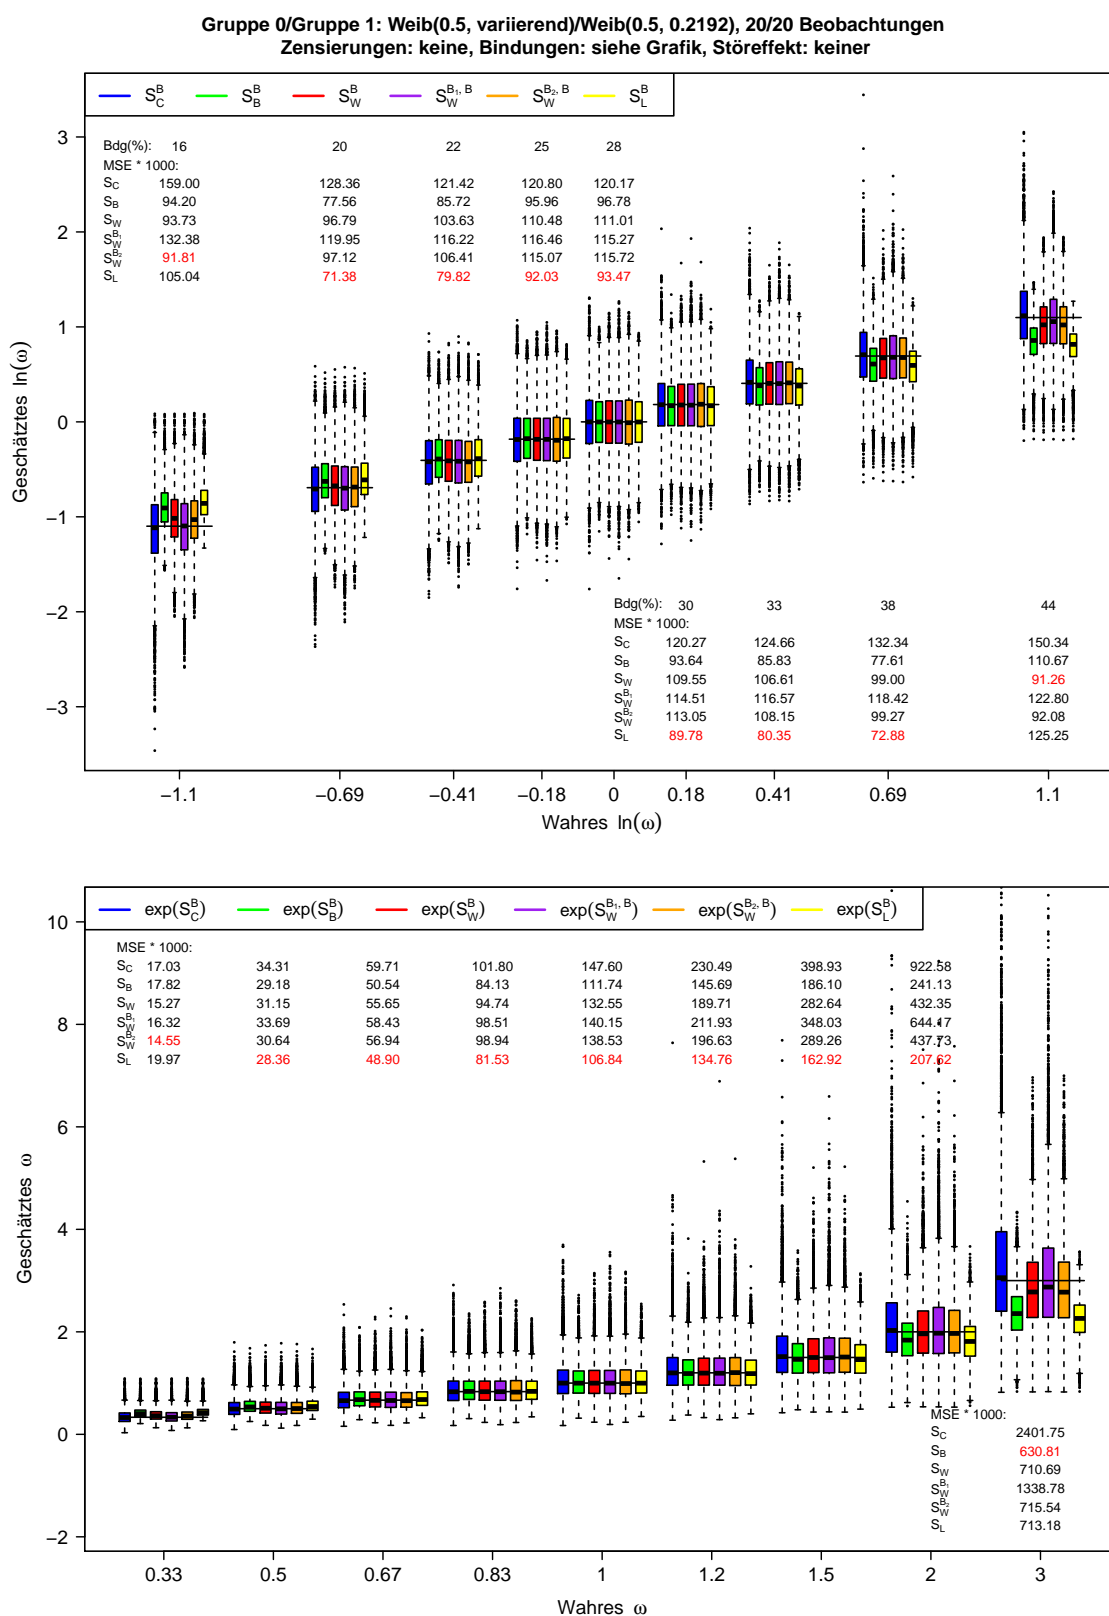 Gruppe 0/Gruppe 1: Weib(0.5, variierend)/Weib(0.5, 0.2192), 20/20 Beobachtungen
Zensierungen: keine, Bindungen: siehe Grafik, Störeffekt: keiner
S_C^B S_B^B S_W^B S_W^{B₁, B} S_W^{B₂, B} S_L^B
Bdg(%): 16 20 22 25 28
MSE * 1000:
S_C 159.00 128.36 121.42 120.80 120.17
S_B 94.20 77.56 85.72 95.96 96.78
S_W 93.73 96.79 103.63 110.48 111.01
S_W^{B₁} 132.38 119.95 116.22 116.46 115.27
S_W^{B₂} 91.81 97.12 106.41 115.07 115.72
S_L 105.04 71.38 79.82 92.03 93.47
3
2
1
0
−1
−2
−3
Geschätztes ln(ω)
Bdg(%): 30 33 38 44
MSE * 1000:
S_C 120.27 124.66 132.34 150.34
S_B 93.64 85.83 77.61 110.67
S_W 109.55 106.61 99.00 91.26
S_W^{B₁} 114.51 116.57 118.42 122.80
S_W^{B₂} 113.05 108.15 99.27 92.08
S_L 89.78 80.35 72.88 125.25
−1.1 −0.69 −0.41 −0.18 0 0.18 0.41 0.69 1.1
Wahres ln(ω)
exp(S_C^B) exp(S_B^B) exp(S_W^B) exp(S_W^{B₁, B}) exp(S_W^{B₂, B}) exp(S_L^B)
MSE * 1000:
S_C 17.03 34.31 59.71 101.80 147.60 230.49 398.93 922.58
S_B 17.82 29.18 50.54 84.13 111.74 145.69 186.10 241.13
S_W 15.27 31.15 55.65 94.74 132.55 189.71 282.64 432.35
S_W^{B₁} 16.32 33.69 58.43 98.51 140.15 211.93 348.03 644.47
S_W^{B₂} 14.55 30.64 56.94 98.94 138.53 196.63 289.26 437.73
S_L 19.97 28.36 48.90 81.53 106.84 134.76 162.92 207.62
10
8
6
4
2
0
−2
Geschätztes ω
MSE * 1000:
S_C 2401.75
S_B 630.81
S_W 710.69
S_W^{B₁} 1338.78
S_W^{B₂} 715.54
S_L 713.18
0.33 0.5 0.67 0.83 1 1.2 1.5 2 3
Wahres ω